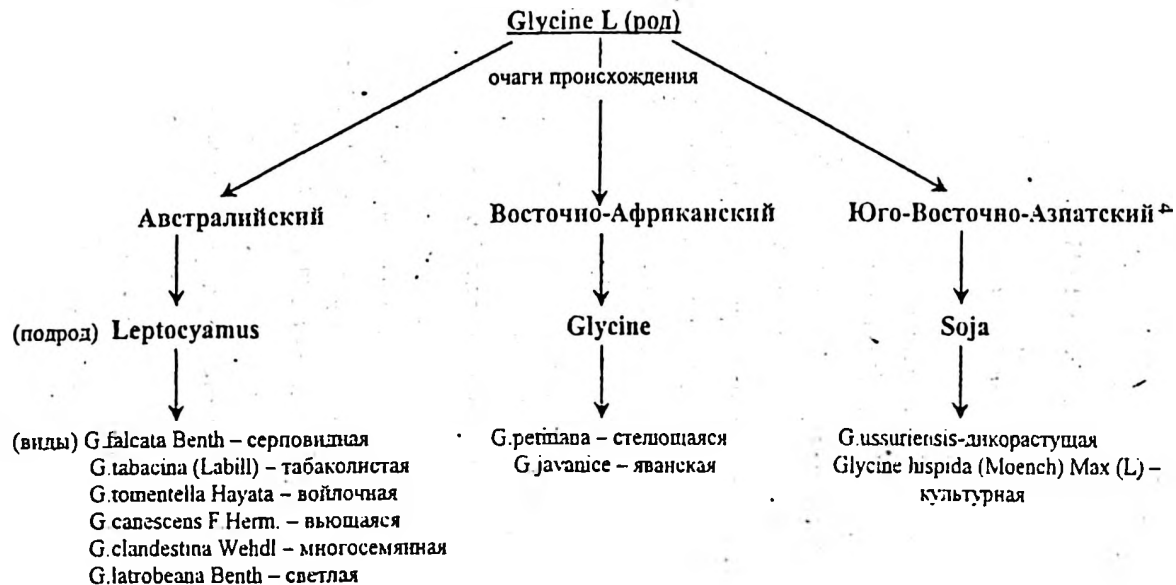 Glycine L (род)
очаги происхождения
Австралийский
Восточно-Африканский
Юго-Восточно-Азиатский
(подрод) Leptocyamus
Glycine
Soja
(виды) G.falcata Benth – серповидная
G.tabacina (Labill) – табаколистая
G.tomentella Hayata – войлочная
G.canescens F.Herm. – вьющаяся
G.clandestina Wehdl – многосемянная
G.latrobeana Benth – светлая
G.petitiana – стелющаяся
G.javanice – яванская
G.ussuriensis-дикорастущая
Glycine hispida (Moench) Max (L) –
культурная